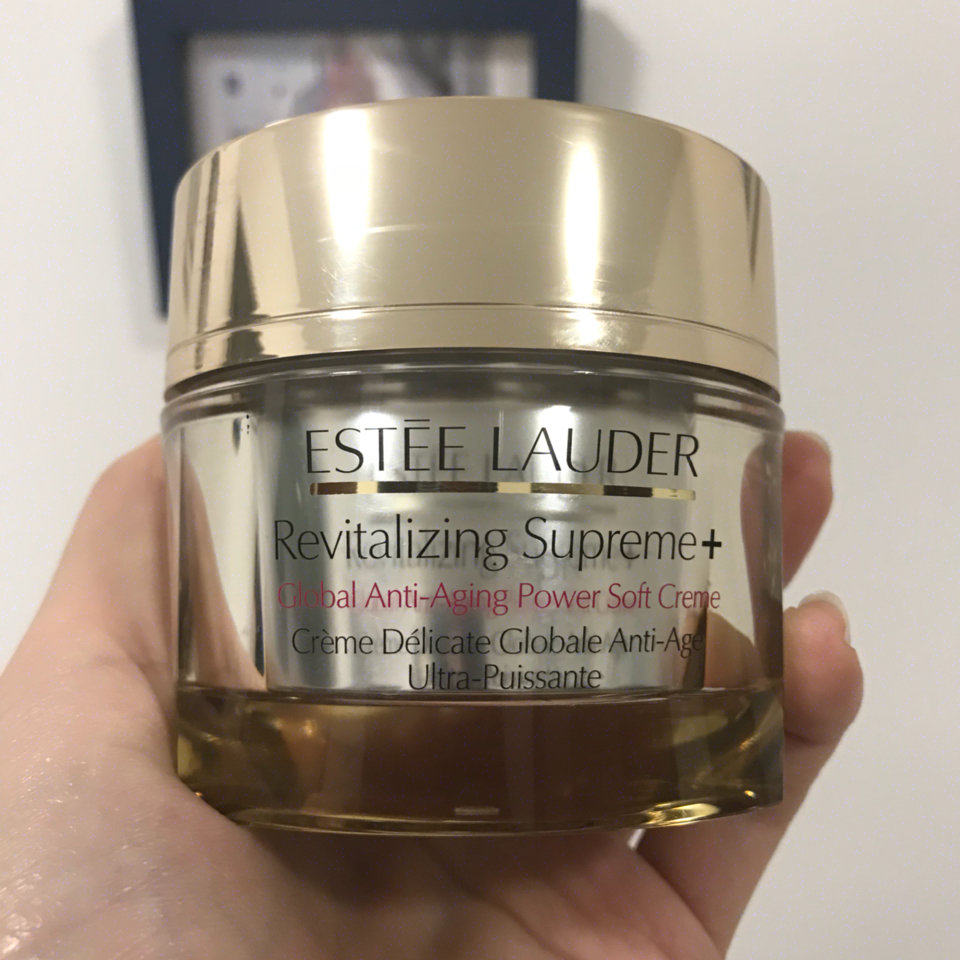 ESTĒE LAUDER
Revitalizing Supreme+
Global Anti-Aging Power Soft Creme
Crème Délicate Globale Anti-Age
Ultra-Puissante